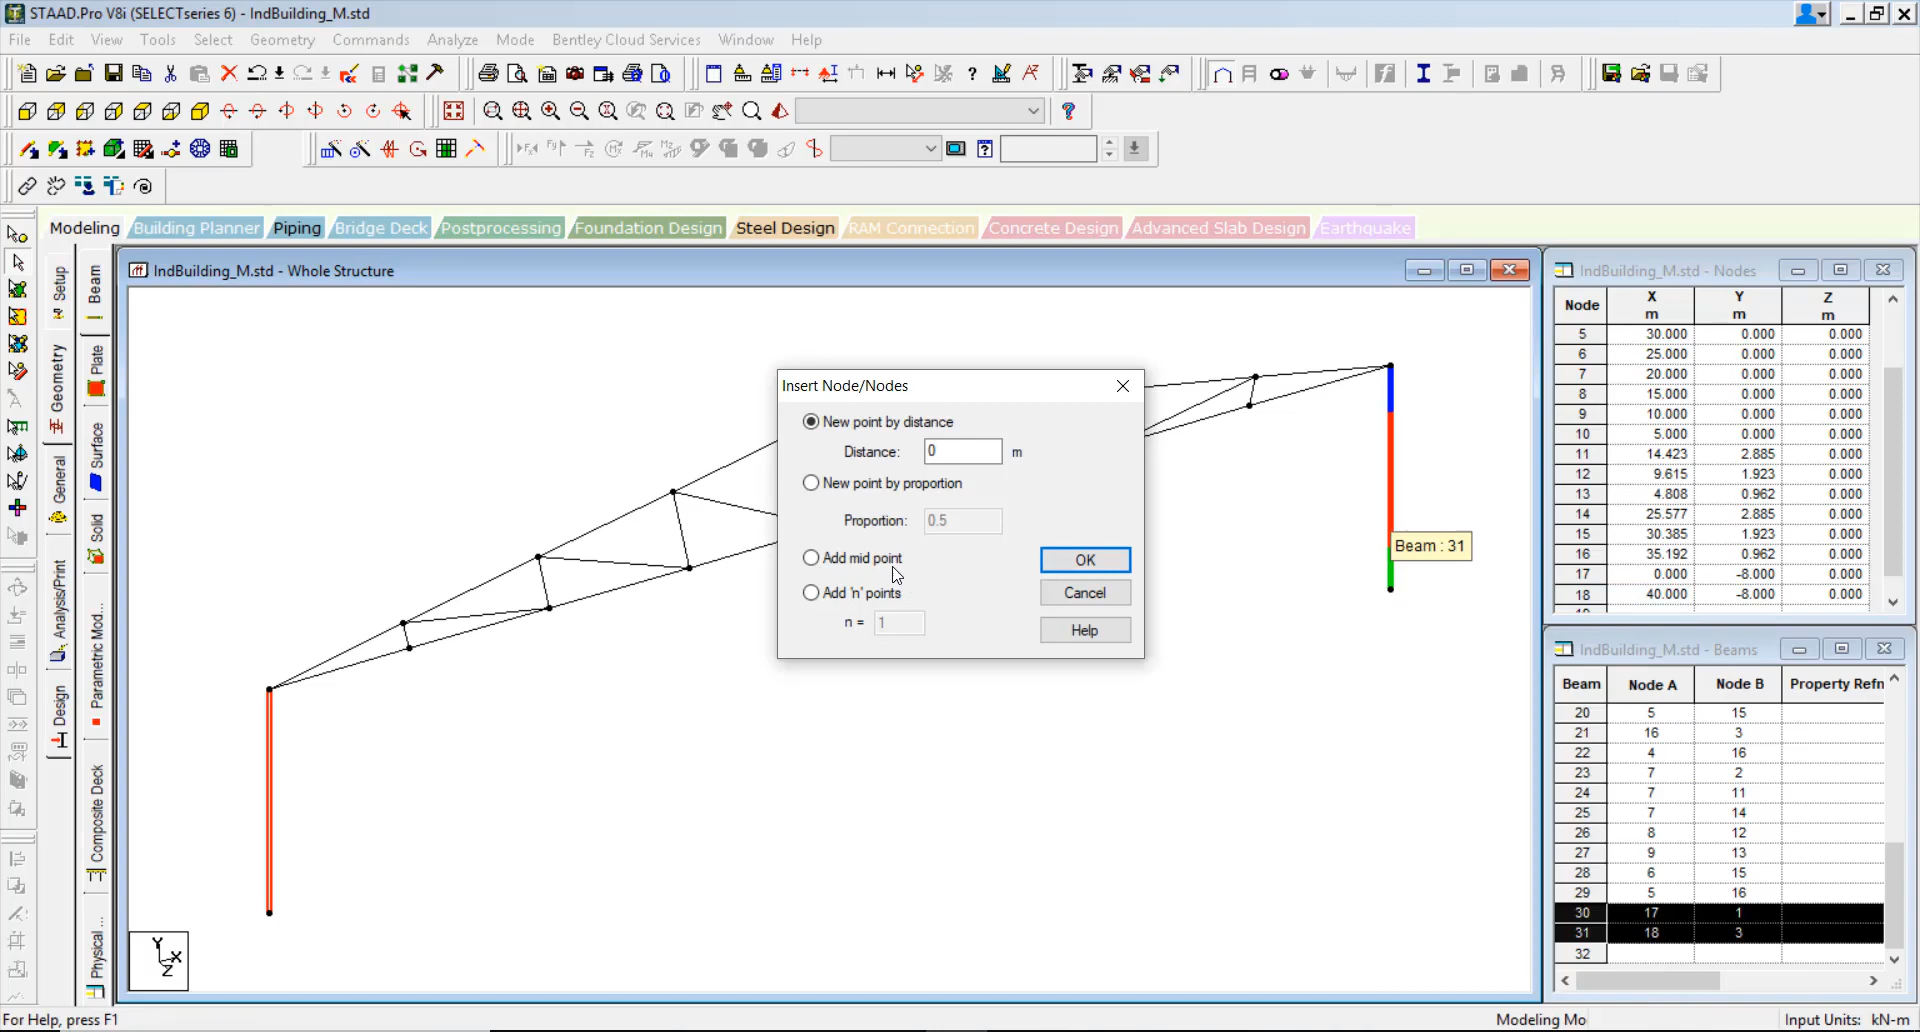 STAAD.Pro V8i (SELECTseries 6) - IndBuilding_M.std
File Edit View Tools Select Geometry Commands Analyze Mode Bentley Cloud Services Window Help
Modeling Building Planner Piping Bridge Deck Postprocessing Foundation Design Steel Design RAM Connection Concrete Design Advanced Slab Design Earthquake
Setup
Geometry
General
Analysis/Print
Design
Beam
Plate
Surface
Solid
Parametric Mod...
Composite Deck
Physical ...
IndBuilding_M.std - Whole Structure
Insert Node/Nodes
New point by distance
Distance: 0 m
New point by proportion
Proportion: 0.5
Add mid point
OK
Add 'n' points
Cancel
n = 1
Help
Beam : 31
Y
X
Z
IndBuilding_M.std - Nodes
Node X m Y m Z m
5 30.000 0.000 0.000
6 25.000 0.000 0.000
7 20.000 0.000 0.000
8 15.000 0.000 0.000
9 10.000 0.000 0.000
10 5.000 0.000 0.000
11 14.423 2.885 0.000
12 9.615 1.923 0.000
13 4.808 0.962 0.000
14 25.577 2.885 0.000
15 30.385 1.923 0.000
16 35.192 0.962 0.000
17 0.000 -8.000 0.000
18 40.000 -8.000 0.000
IndBuilding_M.std - Beams
Beam Node A Node B Property Refn
20 5 15
21 16 3
22 4 16
23 7 2
24 7 11
25 7 14
26 8 12
27 9 13
28 6 15
29 5 16
30 17 1
31 18 3
32
For Help, press F1
Modeling Mo
Input Units: kN-m